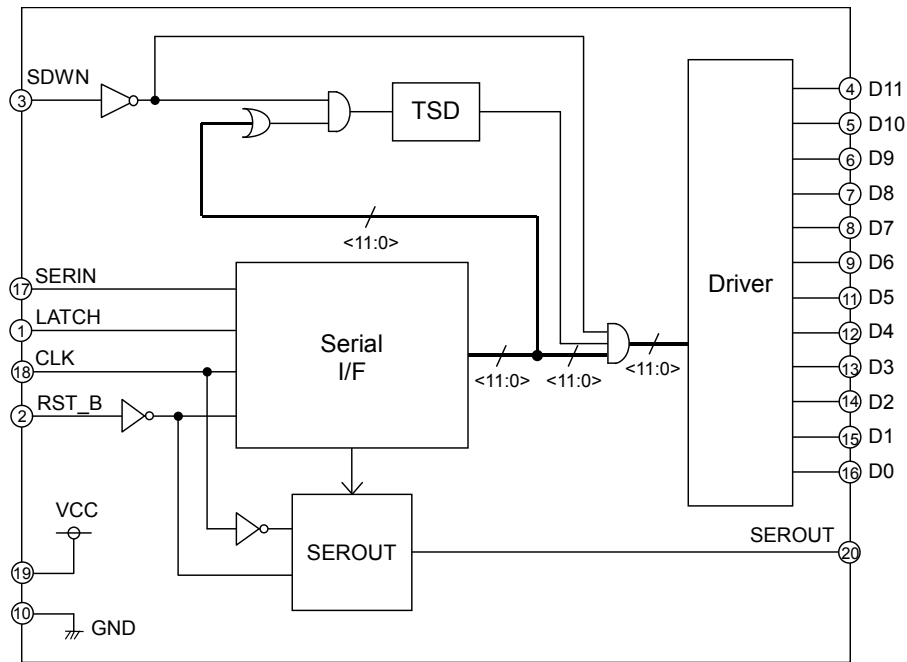 SDWN
3
TSD
4 D11
5 D10
6 D9
7 D8
8 D7
9 D6
11 D5
12 D4
13 D3
14 D2
15 D1
16 D0
Driver
<11:0>
17 SERIN
1 LATCH
18 CLK
2 RST_B
Serial
I/F
<11:0>
<11:0>
<11:0>
VCC
19
10 GND
SEROUT
SEROUT
20